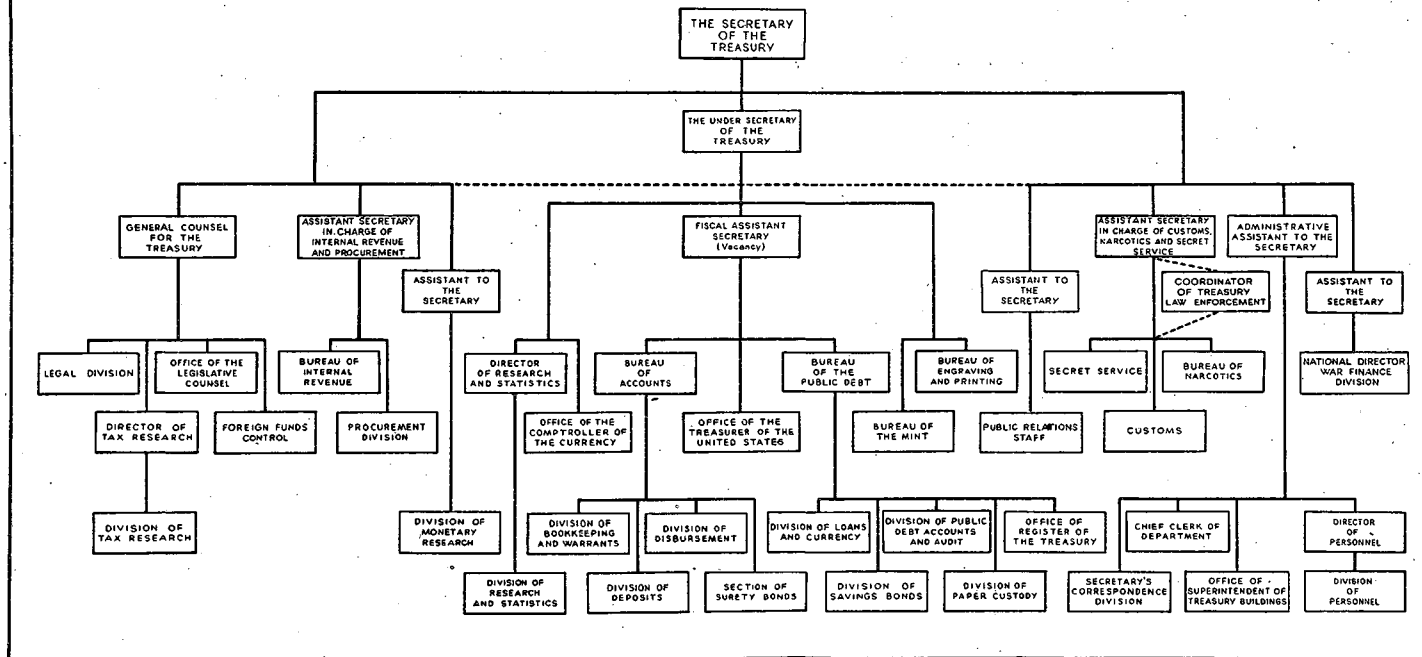 THE SECRETARY
OF THE
TREASURY
THE UNDER SECRETARY
OF THE
TREASURY
GENERAL COUNSEL
FOR THE
TREASURY
ASSISTANT SECRETARY
IN CHARGE OF
INTERNAL REVENUE
AND PROCUREMENT
ASSISTANT TO
THE
SECRETARY
FISCAL ASSISTANT
SECRETARY
(Vacancy)
ASSISTANT
TO THE
SECRETARY
ASSISTANT SECRETARY
IN CHARGE OF CUSTOMS,
NARCOTICS AND SECRET
SERVICE
COORDINATOR
OF TREASURY
LAW ENFORCEMENT
ADMINISTRATIVE
ASSISTANT TO THE
SECRETARY
ASSISTANT TO
THE
SECRETARY
LEGAL DIVISION
OFFICE OF THE
LEGISLATIVE
COUNSEL
BUREAU OF
INTERNAL
REVENUE
DIRECTOR
OF RESEARCH
AND STATISTICS
BUREAU
OF
ACCOUNTS
BUREAU
OF THE
PUBLIC DEBT
BUREAU OF
ENGRAVING
AND PRINTING
SECRET SERVICE
BUREAU OF
NARCOTICS
NATIONAL DIRECTOR
WAR FINANCE
DIVISION
DIRECTOR OF
TAX RESEARCH
FOREIGN FUNDS
CONTROL
PROCUREMENT
DIVISION
OFFICE OF THE
COMPTROLLER OF
THE CURRENCY
OFFICE OF THE
TREASURER OF THE
UNITED STATES
BUREAU OF
THE MINT
PUBLIC RELATIONS
STAFF
CUSTOMS
DIVISION OF
TAX RESEARCH
DIVISION OF
MONETARY
RESEARCH
DIVISION OF
BOOKKEEPING
AND WARRANTS
DIVISION OF
DISBURSEMENT
DIVISION OF LOANS
AND CURRENCY
DIVISION OF PUBLIC
DEBT ACCOUNTS
AND AUDIT
OFFICE OF
REGISTER OF
THE TREASURY
CHIEF CLERK OF
DEPARTMENT
DIRECTOR
OF
PERSONNEL
DIVISION OF
RESEARCH
AND STATISTICS
DIVISION OF
DEPOSITS
SECTION OF
SURETY BONDS
DIVISION OF
SAVINGS BONDS
DIVISION OF
PAPER CUSTODY
SECRETARY'S
CORRESPONDENCE
DIVISION
OFFICE OF
SUPERINTENDENT OF
TREASURY BUILDINGS
DIVISION
OF
PERSONNEL